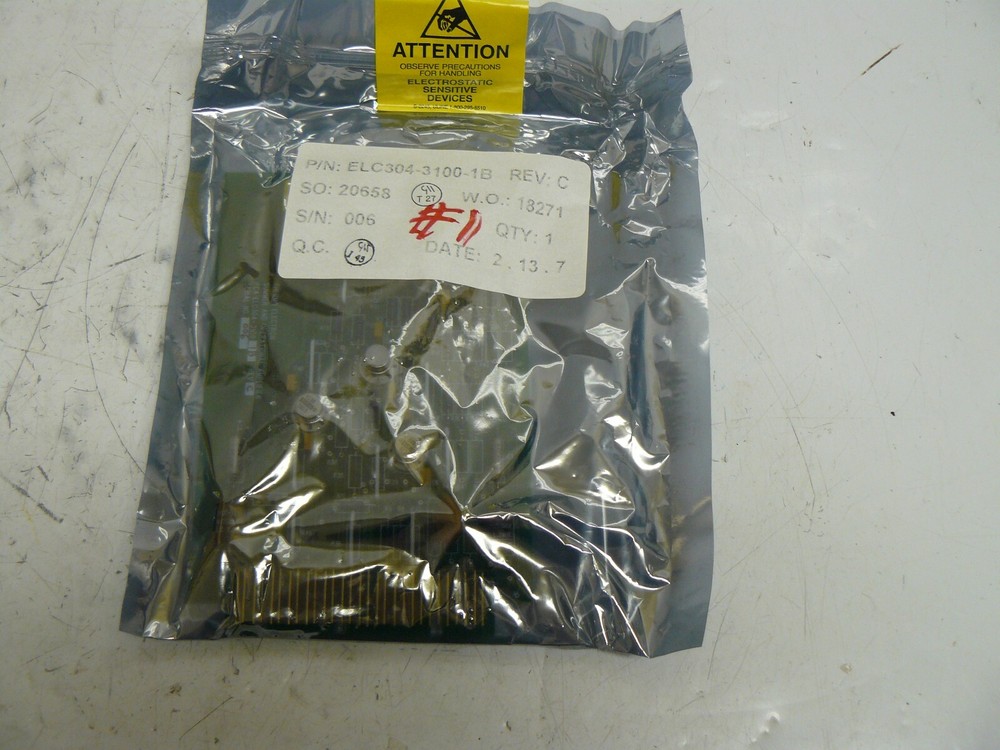 ATTENTION
OBSERVE PRECAUTIONS
FOR HANDLING
ELECTROSTATIC
SENSITIVE
DEVICES
P/N: ELC304-3100-1B REV: C
SO: 20658 W.O.: 18271
S/N: 006 #11 QTY: 1
Q.C. DATE: 2.13.7